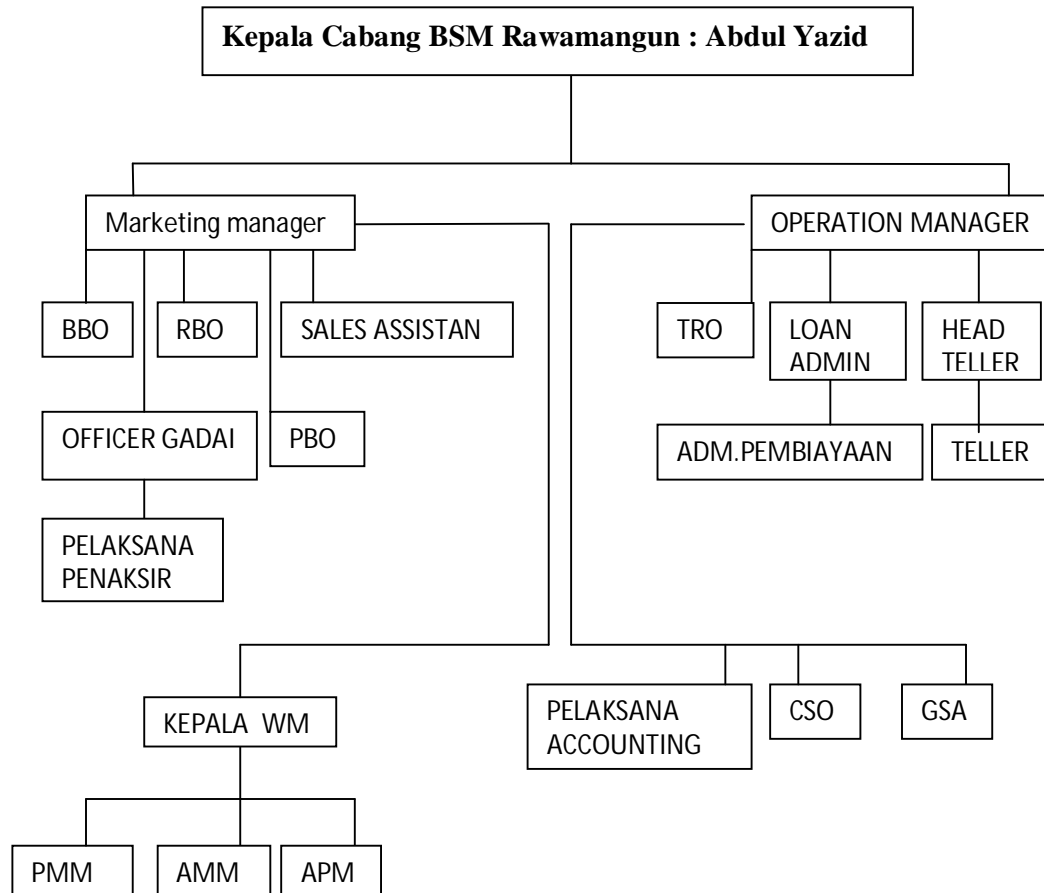 Kepala Cabang BSM Rawamangun : Abdul Yazid
Marketing manager
OPERATION MANAGER
BBO
RBO
SALES ASSISTAN
TRO
LOAN
ADMIN
HEAD
TELLER
OFFICER GADAI
PBO
ADM.PEMBIAYAAN
TELLER
PELAKSANA
PENAKSIR
KEPALA WM
PELAKSANA
ACCOUNTING
CSO
GSA
PMM
AMM
APM